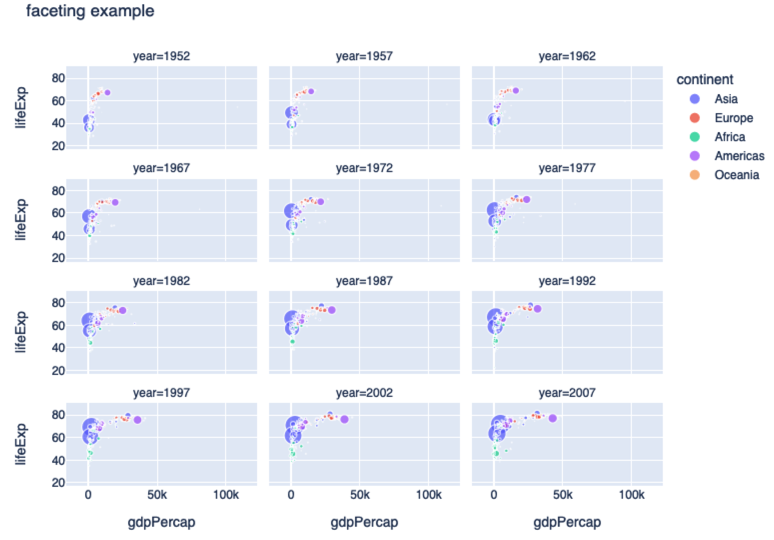 faceting example
year=1952
year=1957
year=1962
80
60
40
20
lifeExp
continent
Asia
Europe
Africa
Americas
Oceania
year=1967
year=1972
year=1977
80
60
40
20
lifeExp
year=1982
year=1987
year=1992
80
60
40
20
lifeExp
year=1997
year=2002
year=2007
80
60
40
20
lifeExp
0 50k 100k 0 50k 100k 0 50k 100k
gdpPercap gdpPercap gdpPercap